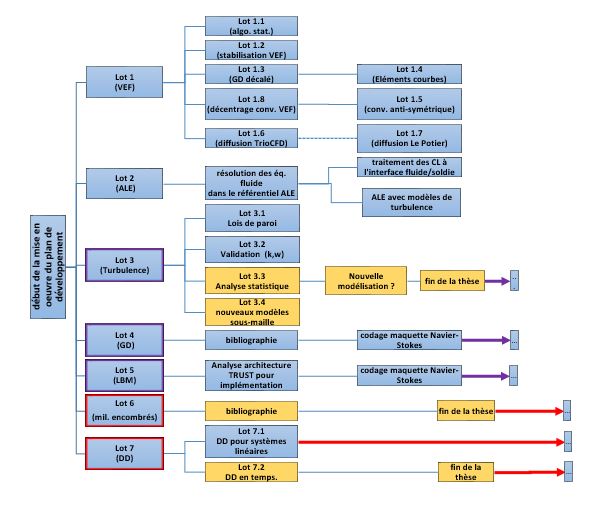 début de la mise en
oeuvre du plan de
développement
Lot 1
(VEF)
Lot 1.1
(algo. stat.)
Lot 1.2
(stabilisation VEF)
Lot 1.3
(GD décalé)
Lot 1.4
(Eléments courbes)
Lot 1.8
(décentrage conv. VEF)
Lot 1.5
(conv. anti-symétrique)
Lot 1.6
(diffusion TrioCFD)
Lot 1.7
(diffusion Le Potier)
Lot 2
(ALE)
résolution des éq.
fluide
dans le référentiel ALE
traitement des CL à
l'interface fluide/soldie
ALE avec modèles de
turbulence
Lot 3
(Turbulence)
Lot 3.1
Lois de paroi
Lot 3.2
Validation (k,w)
Lot 3.3
Analyse statistique
Nouvelle
modélisation ?
fin de la thèse
Lot 3.4
nouveaux modèles
sous-maille
Lot 4
(GD)
bibliographie
codage maquette Navier-
Stokes
...
Lot 5
(LBM)
Analyse architecture
TRUST pour
implémentation
codage maquette Navier-
Stokes
...
Lot 6
(mil. encombrés)
bibliographie
fin de la thèse
...
Lot 7
(DD)
Lot 7.1
DD pour systèmes
linéaires
...
Lot 7.2
DD en temps.
fin de la
thèse
...